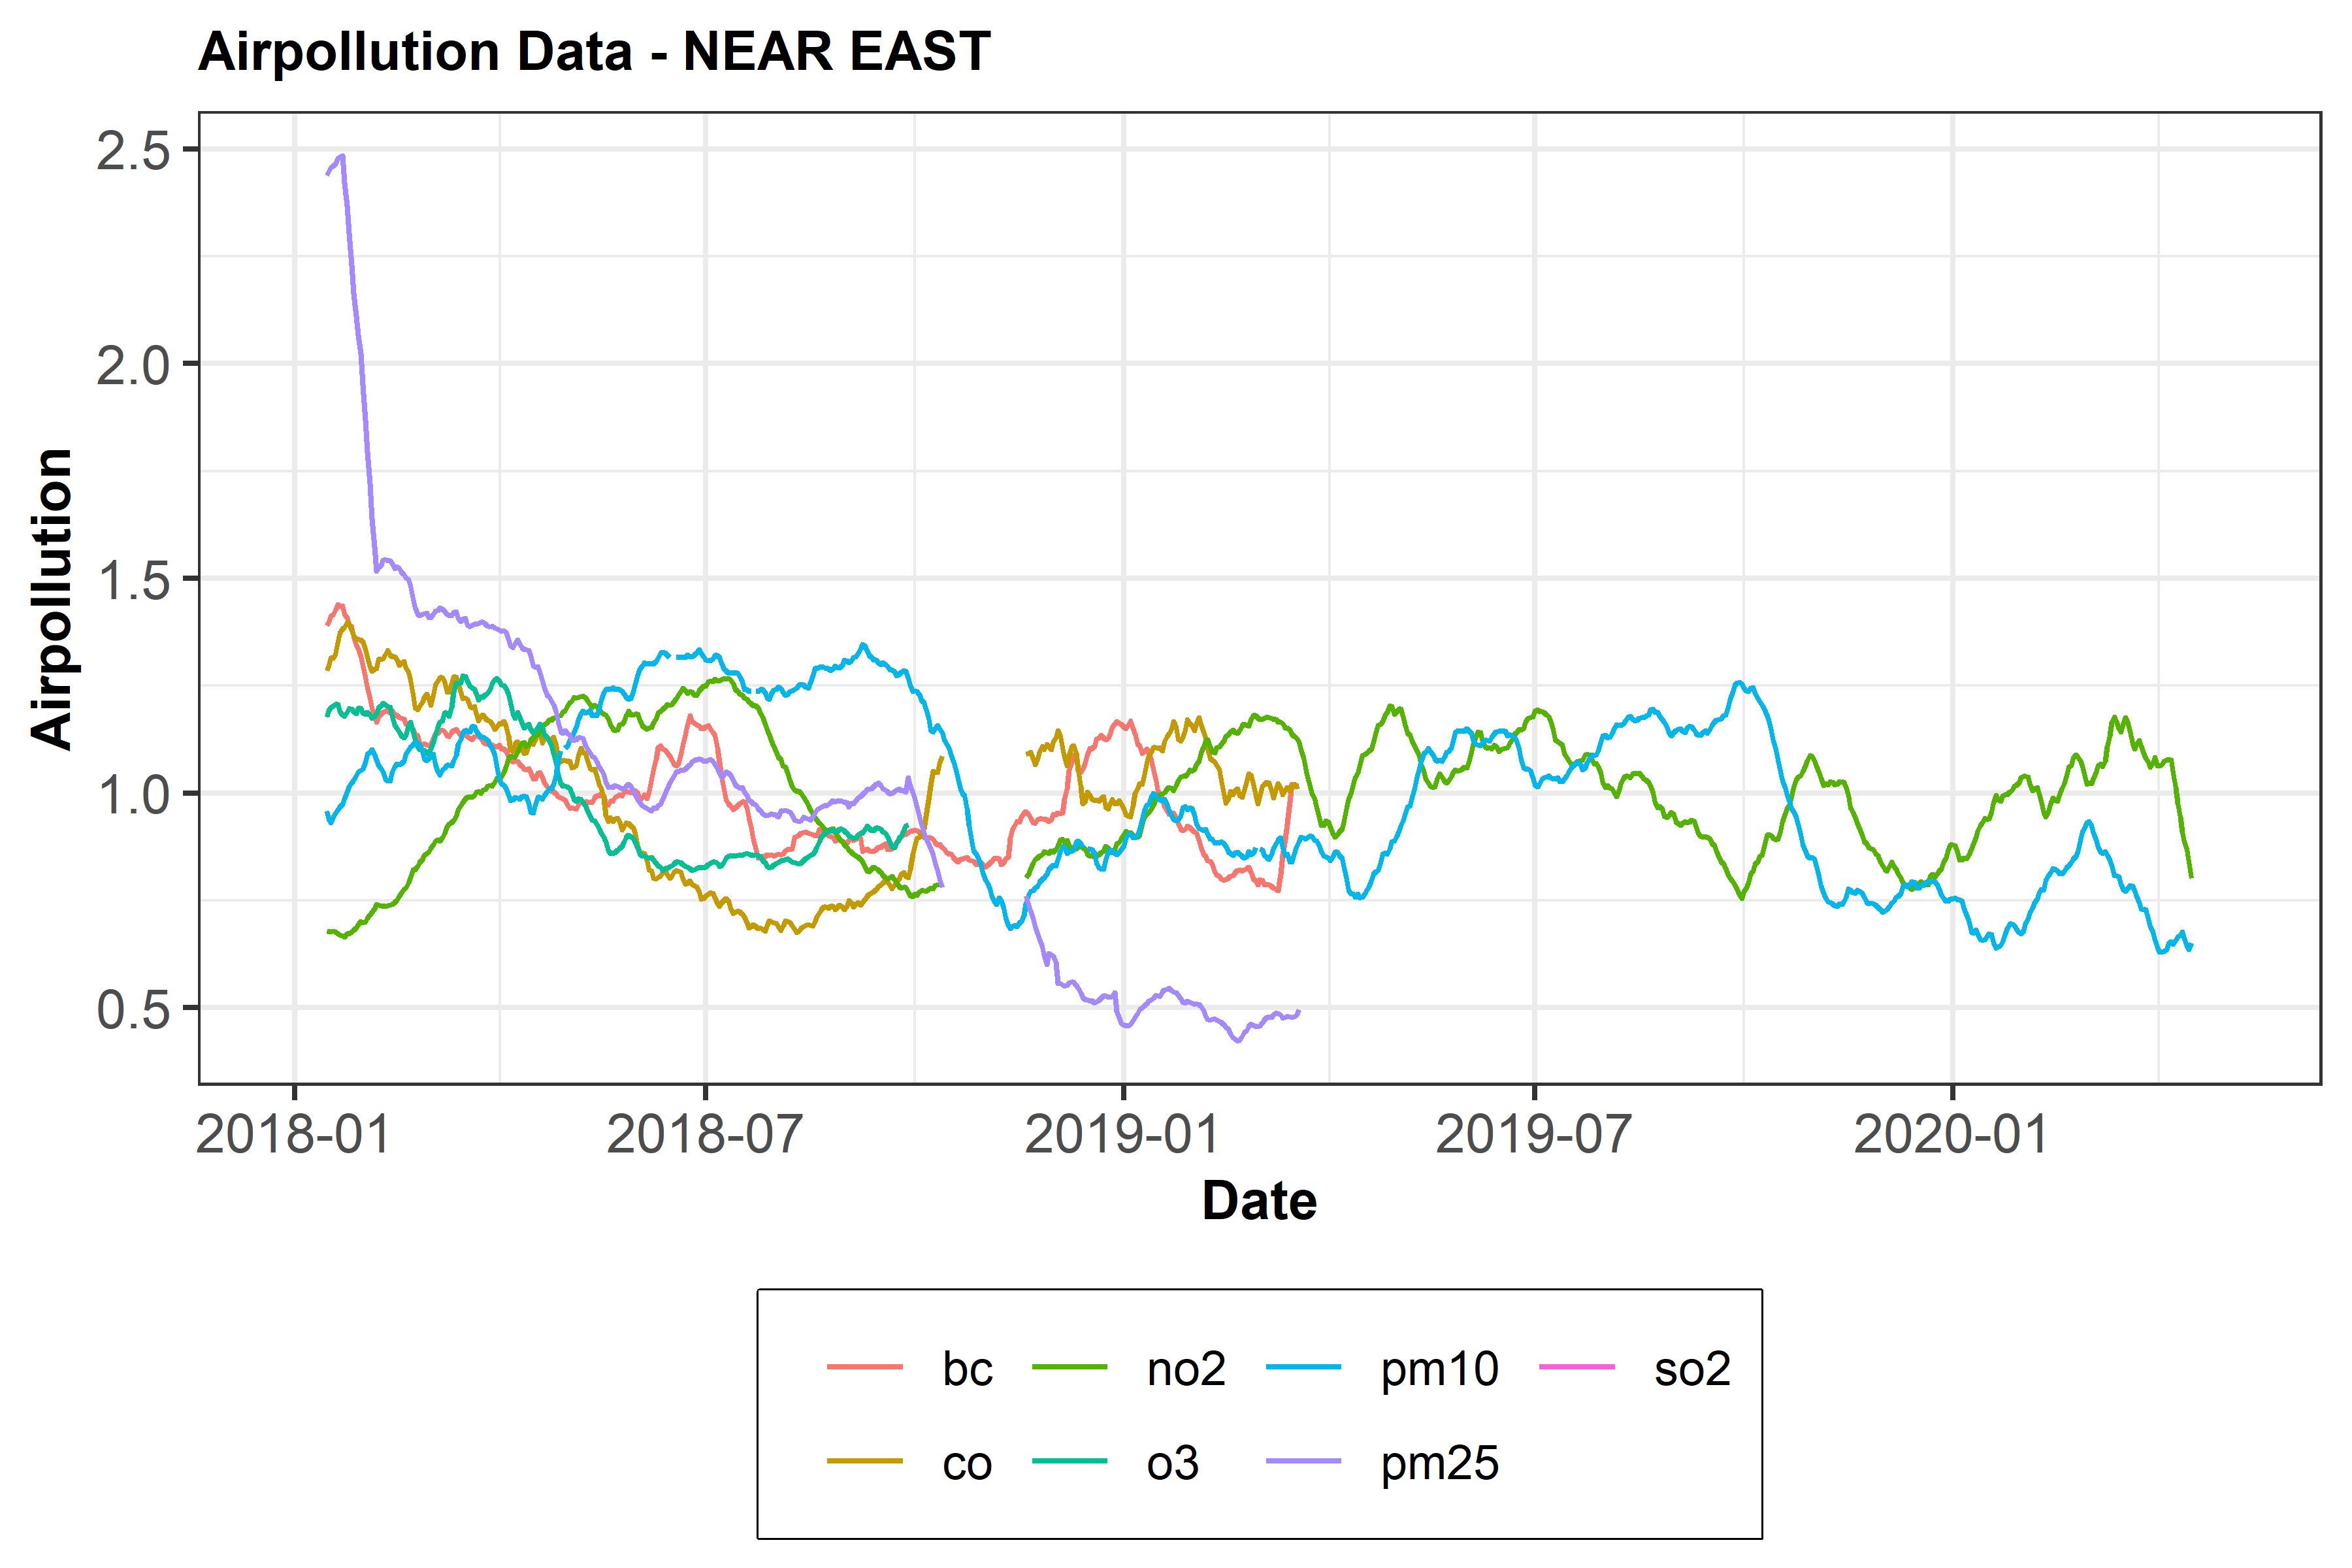 Airpollution Data - NEAR EAST
Airpollution
2.5
2.0
1.5
1.0
0.5
2018-01 2018-07 2019-01 2019-07 2020-01
Date
bc no2 pm10 so2
co o3 pm25